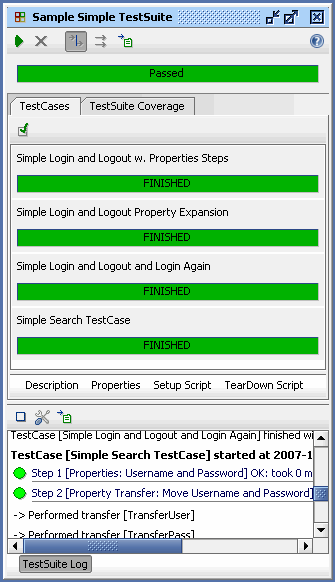 Sample Simple TestSuite
Passed
TestCases TestSuite Coverage
Simple Login and Logout w. Properties Steps
FINISHED
Simple Login and Logout Property Expansion
FINISHED
Simple Login and Logout and Login Again
FINISHED
Simple Search TestCase
FINISHED
Description Properties Setup Script TearDown Script
TestCase [Simple Login and Logout and Login Again] finished wi
TestCase [Simple Search TestCase] started at 2007-1
Step 1 [Properties: Username and Password] OK: took 0 m
Step 2 [Property Transfer: Move Username and Password]
-> Performed transfer [TransferUser]
-> Performed transfer [TransferPass]
TestSuite Log